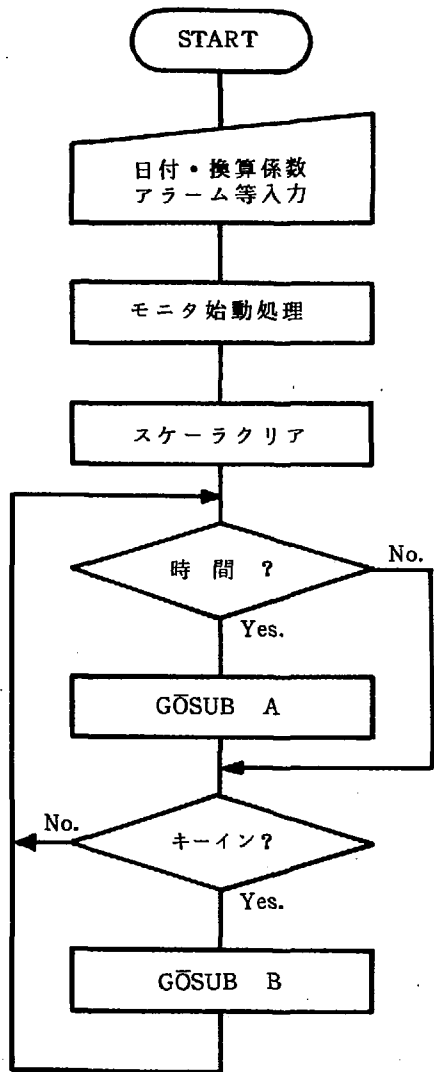 START
日付・換算係数
アラーム等入力
モニタ始動処理
スケーラクリア
時間?
No.
Yes.
GŌSUB A
キーイン?
No.
Yes.
GŌSUB B